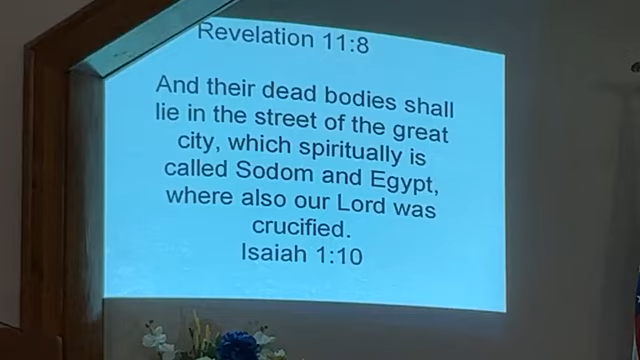 Revelation 11:8
And their dead bodies shall
lie in the street of the great
city, which spiritually is
called Sodom and Egypt,
where also our Lord was
crucified.
Isaiah 1:10